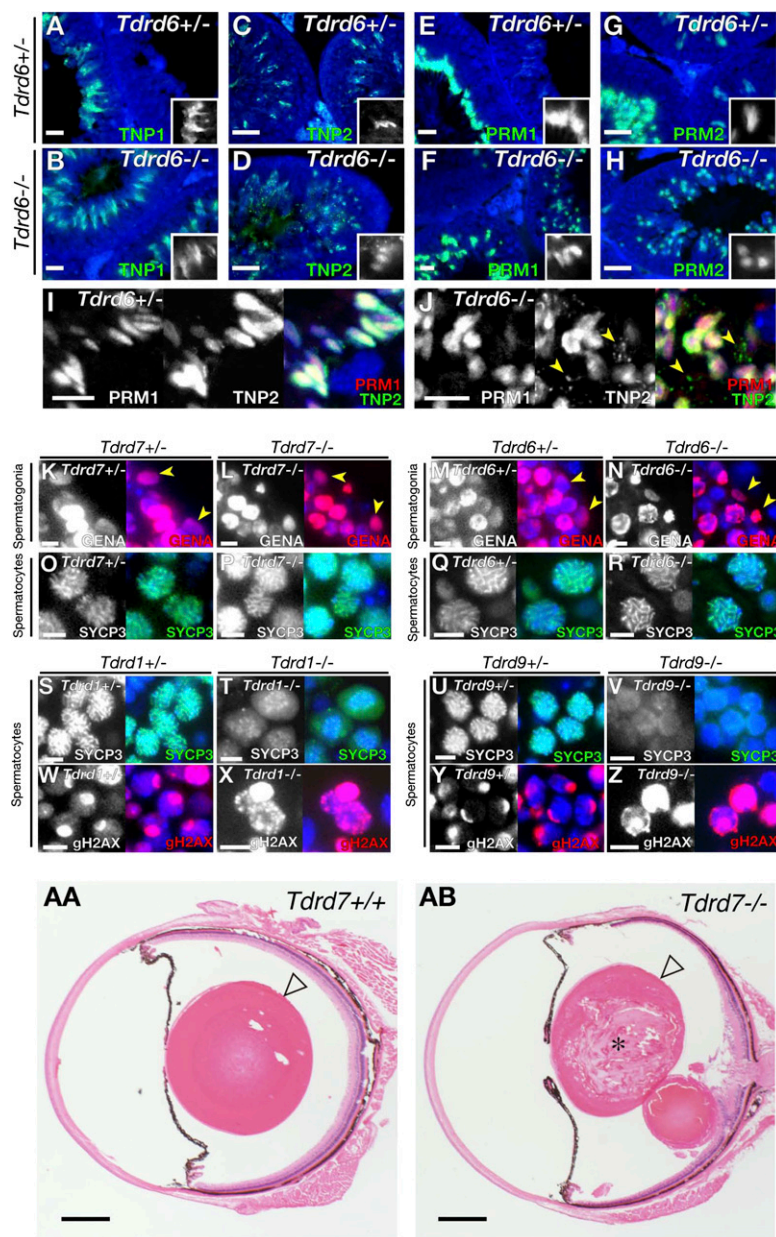 Tdrd6+/-
A Tdrd6+/- TNP1
C Tdrd6+/- TNP2
E Tdrd6+/- PRM1
G Tdrd6+/- PRM2
Tdrd6-/-
B Tdrd6-/- TNP1
D Tdrd6-/- TNP2
F Tdrd6-/- PRM1
H Tdrd6-/- PRM2
I Tdrd6+/-
PRM1 TNP2 PRM1
TNP2
J Tdrd6-/-
PRM1 TNP2 PRM1
TNP2
Tdrd7+/- Tdrd7-/- Tdrd6+/- Tdrd6-/-
Spermatogonia
K Tdrd7+/- GENA GENA
L Tdrd7-/- GENA GENA
Spermatogonia
M Tdrd6+/- GENA GENA
N Tdrd6-/- GENA GENA
Spermatocytes
O Tdrd7+/- SYCP3 SYCP3
P Tdrd7-/- SYCP3 SYCP3
Spermatocytes
Q Tdrd6+/- SYCP3 SYCP3
R Tdrd6-/- SYCP3 SYCP3
Tdrd1+/- Tdrd1-/- Tdrd9+/- Tdrd9-/-
Spermatocytes
S Tdrd1+/- SYCP3 SYCP3
T Tdrd1-/- SYCP3 SYCP3
Spermatocytes
U Tdrd9+/- SYCP3 SYCP3
V Tdrd9-/- SYCP3 SYCP3
W Tdrd1+/- gH2AX gH2AX
X Tdrd1-/- gH2AX gH2AX
Y Tdrd9+/- gH2AX gH2AX
Z Tdrd9-/- gH2AX gH2AX
AA Tdrd7+/+
AB Tdrd7-/-
*